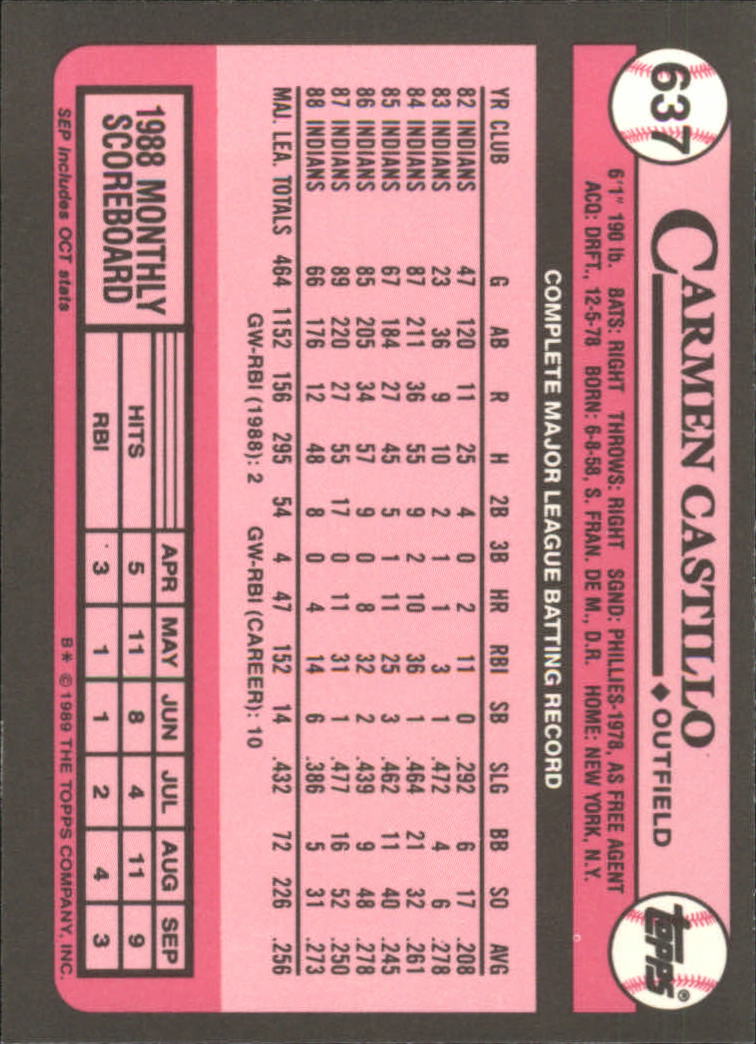 637
CARMEN CASTILLO ♦ OUTFIELD
topps®
6'1" 190 lb. BATS: RIGHT THROWS: RIGHT SGND: PHILLIES-1978, AS FREE AGENT
ACQ: DRFT., 12-5-78 BORN: 6-8-58, S. FRAN. DE M., D.R. HOME: NEW YORK, N.Y.
COMPLETE MAJOR LEAGUE BATTING RECORD
YR CLUB G AB R H 2B 3B HR RBI SB SLG BB SO AVG
82 INDIANS 47 120 11 25 4 0 2 11 0 .292 6 17 .208
83 INDIANS 23 36 9 10 2 1 1 3 1 .472 4 6 .278
84 INDIANS 87 211 36 55 9 2 10 36 1 .464 21 32 .261
85 INDIANS 67 184 27 45 5 1 11 25 3 .462 11 40 .245
86 INDIANS 85 205 34 57 9 0 8 32 2 .439 9 48 .278
87 INDIANS 89 220 27 55 17 0 11 31 1 .477 16 52 .250
88 INDIANS 66 176 12 48 8 0 4 14 6 .386 5 31 .273
MAJ. LEA. TOTALS 464 1152 156 295 54 4 47 152 14 .432 72 226 .256
GW-RBI (1988): 2 GW-RBI (CAREER): 10
1988 MONTHLY
SCOREBOARD
APR MAY JUN JUL AUG SEP
HITS 5 11 8 4 11 9
RBI 3 1 1 2 4 3
SEP includes OCT stats B* © 1989 THE TOPPS COMPANY, INC.